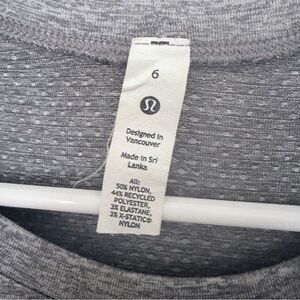 6
Designed in
Vancouver
Made in Sri
Lanka
All:
50% NYLON,
44% RECYCLED
POLYESTER,
3% ELASTANE,
3% X-STATIC®
NYLON